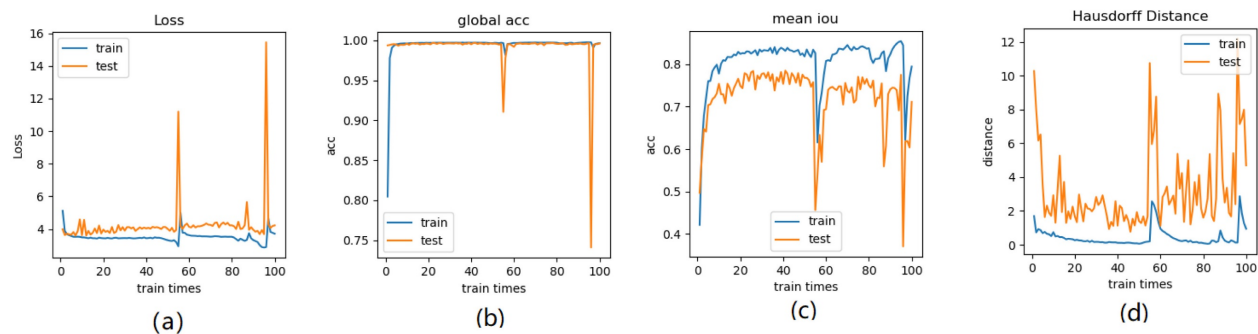 Loss
16
14
12
10
8
6
4
Loss
train
test
0 20 40 60 80 100
train times
(a)
global acc
1.00
0.95
0.90
0.85
0.80
0.75
acc
train
test
0 20 40 60 80 100
train times
(b)
mean iou
0.8
0.7
0.6
0.5
0.4
acc
train
test
0 20 40 60 80 100
train times
(c)
Hausdorff Distance
12
10
8
6
4
2
0
distance
train
test
0 20 40 60 80 100
train times
(d)